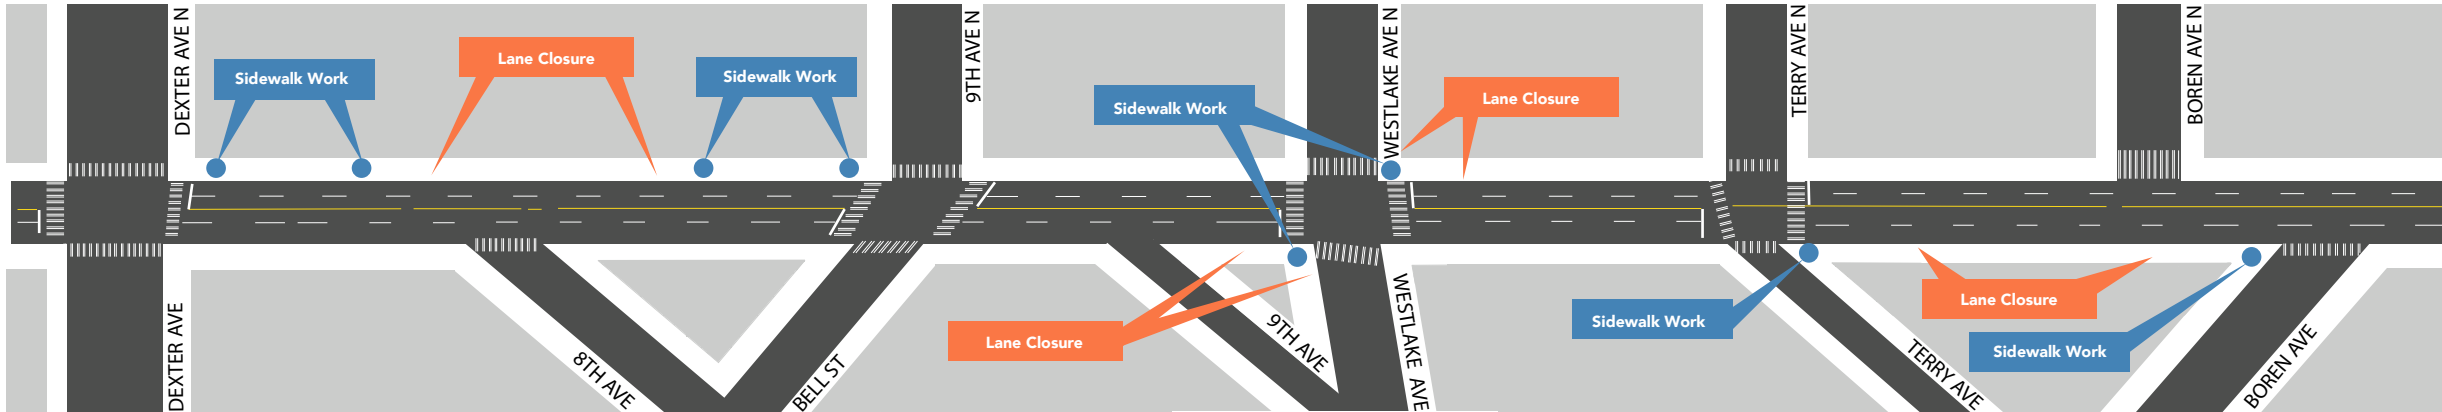 DEXTER AVE N
9TH AVE N
WESTLAKE AVE N
TERRY AVE N
BOREN AVE N
Sidewalk Work
Lane Closure
Sidewalk Work
Sidewalk Work
Lane Closure
Lane Closure
Sidewalk Work
Lane Closure
Sidewalk Work
DEXTER AVE
8TH AVE
BELL ST
9TH AVE
WESTLAKE AVE
TERRY AVE
BOREN AVE